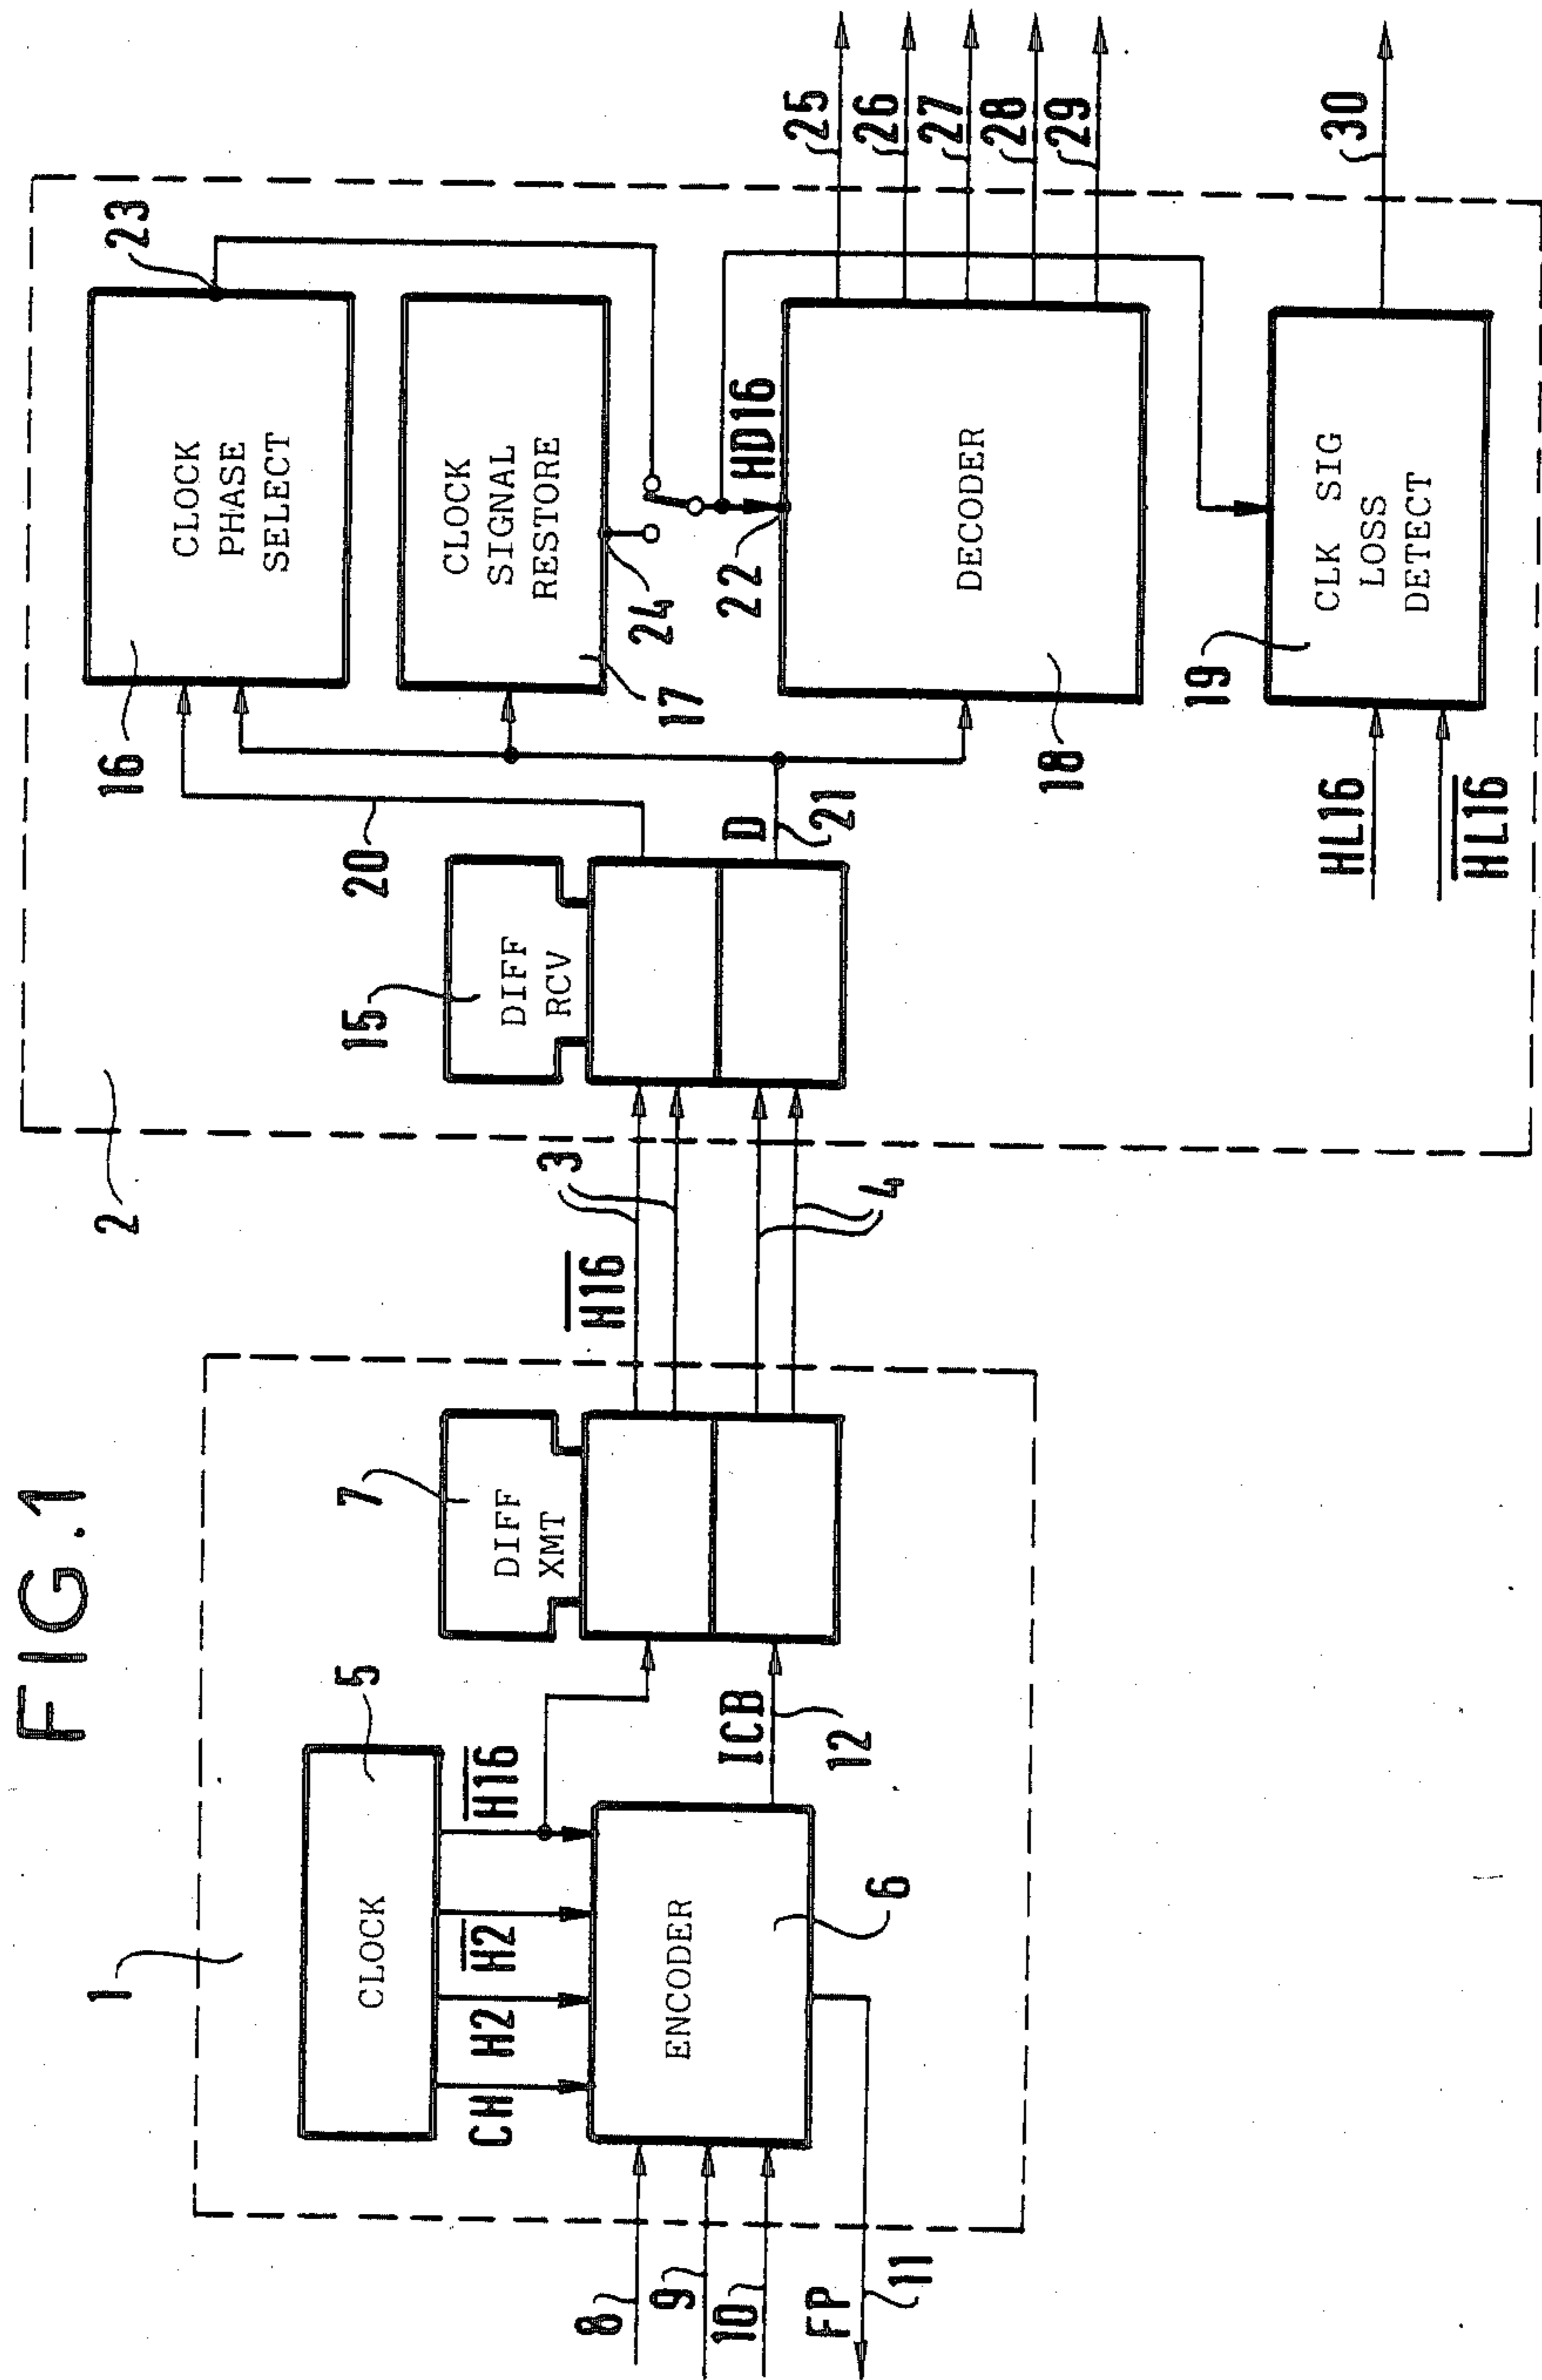 FIG.1
1
CLOCK
5
CH
H2
H2
H16
ENCODER
6
8
9
10
FP
11
ICB
12
7
DIFF
XMT
H16
3
4
2
15
DIFF
RCV
20
D
21
16
CLOCK
PHASE
SELECT
23
CLOCK
SIGNAL
RESTORE
17
24
22
HD16
DECODER
18
25
26
27
28
29
CLK SIG
LOSS
DETECT
19
HL16
HL16
30